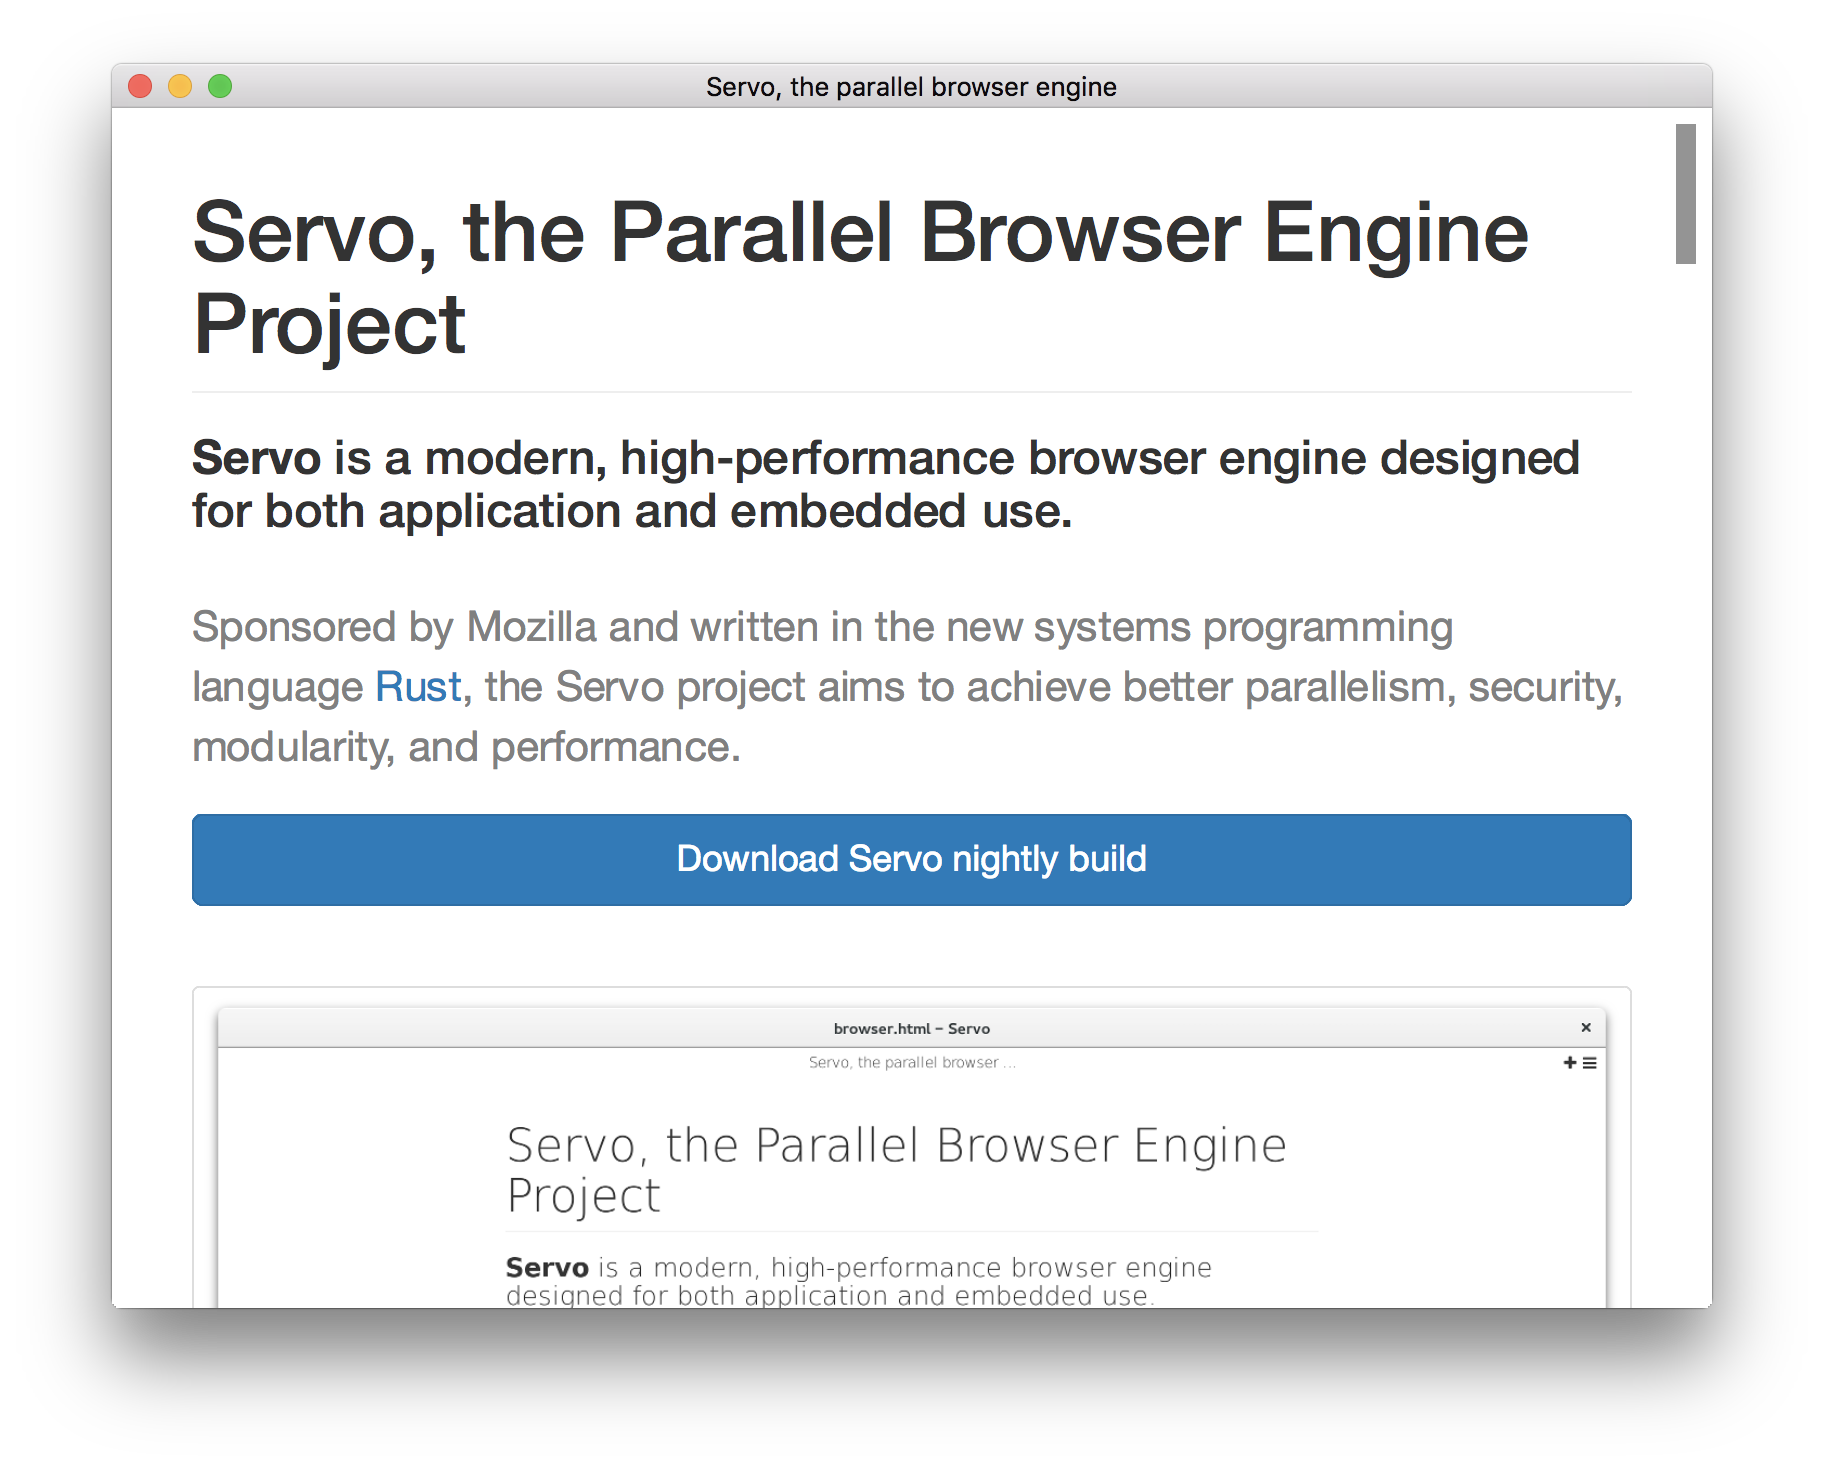 Servo, the parallel browser engine
Servo, the Parallel Browser Engine
Project
Servo is a modern, high-performance browser engine designed
for both application and embedded use.
Sponsored by Mozilla and written in the new systems programming
language Rust, the Servo project aims to achieve better parallelism, security,
modularity, and performance.
Download Servo nightly build
browser.html – Servo
Servo, the parallel browser ...
Servo, the Parallel Browser Engine
Project
Servo is a modern, high-performance browser engine
designed for both application and embedded use.